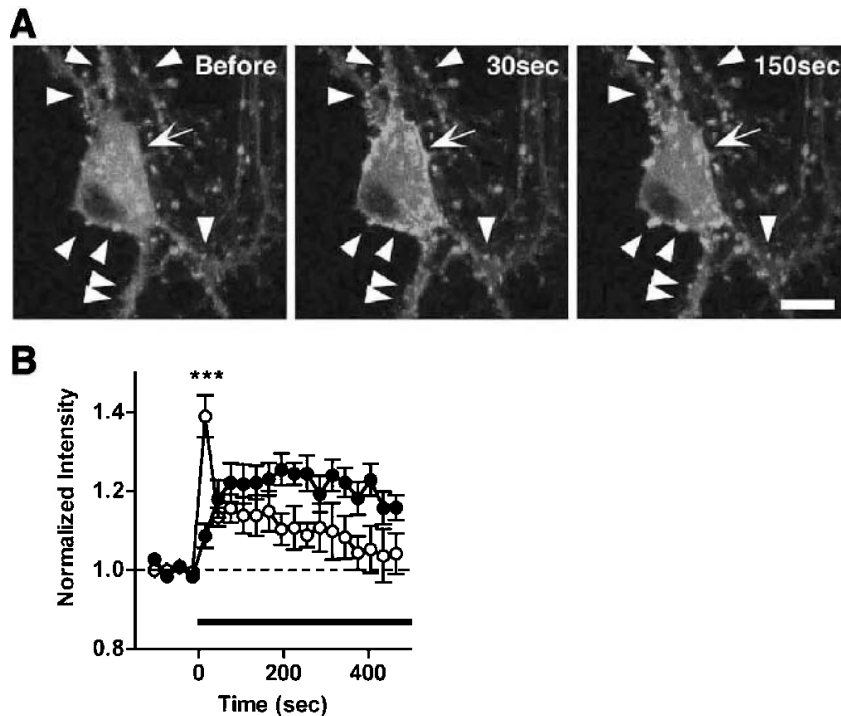 A
Before
30sec
150sec
B
***
1.4
1.2
1.0
0.8
0
200
400
Normalized Intensity
Time (sec)